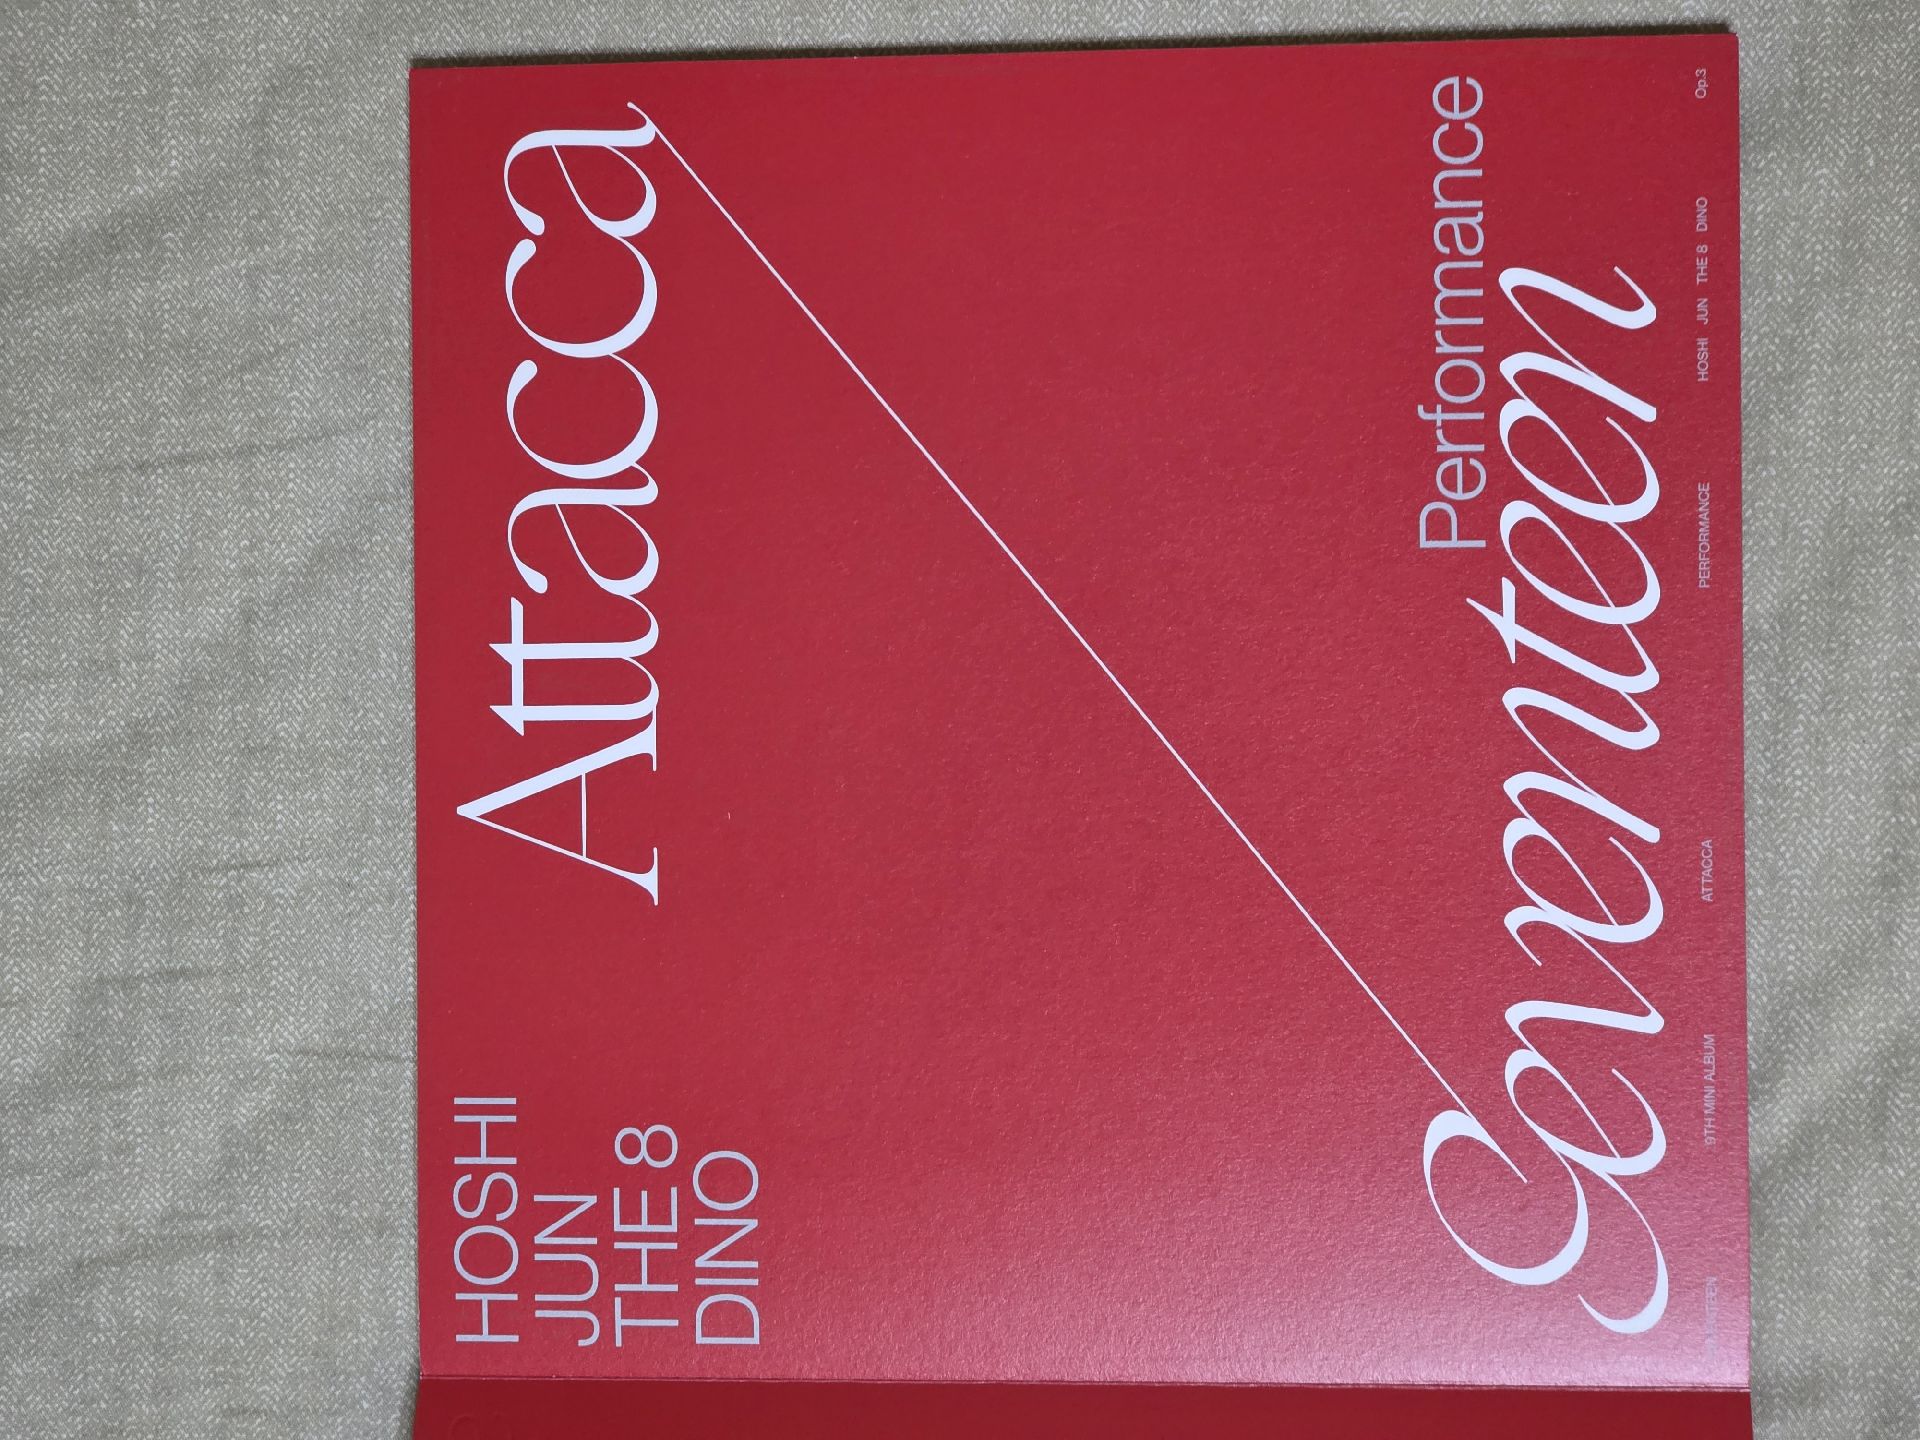 HOSHI
JUN
THE 8
DINO
Attacca
Performance
Seventeen
SEVENTEEN 9TH MINI ALBUM ATTACCA PERFORMANCE HOSHI JUN THE 8 DINO Op.3